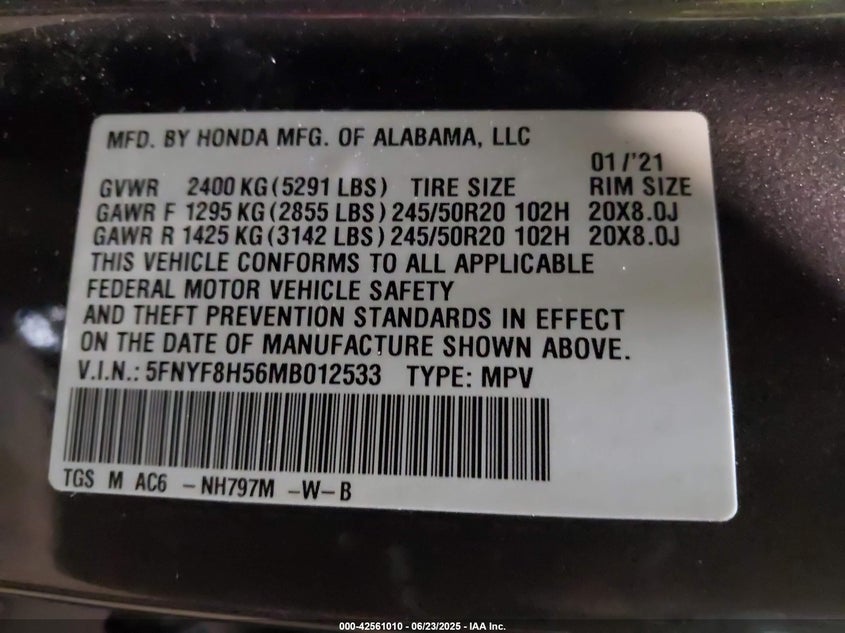 MFD. BY HONDA MFG. OF ALABAMA, LLC
01/'21
GVWR 2400 KG (5291 LBS) TIRE SIZE RIM SIZE
GAWR F 1295 KG (2855 LBS) 245/50R20 102H 20X8.0J
GAWR R 1425 KG (3142 LBS) 245/50R20 102H 20X8.0J
THIS VEHICLE CONFORMS TO ALL APPLICABLE
FEDERAL MOTOR VEHICLE SAFETY
AND THEFT PREVENTION STANDARDS IN EFFECT
ON THE DATE OF MANUFACTURE SHOWN ABOVE.
V.I.N.: 5FNYF8H56MB012533 TYPE: MPV
TGS M AC6 -NH797M -W-B
000-42561010 - 06/23/2025 - IAA Inc.